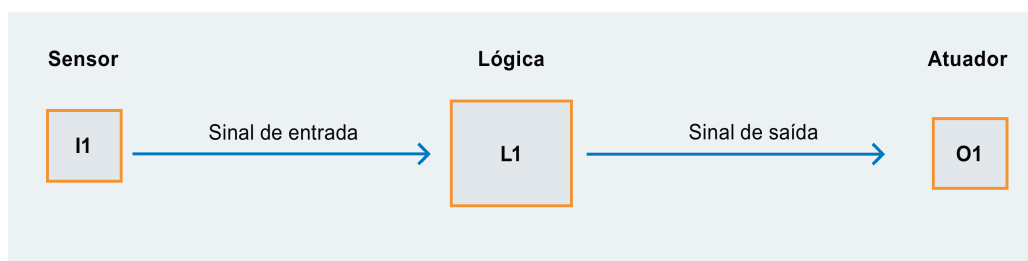 Sensor
Lógica
Atuador
Sinal de entrada
Sinal de saída
I1
L1
O1